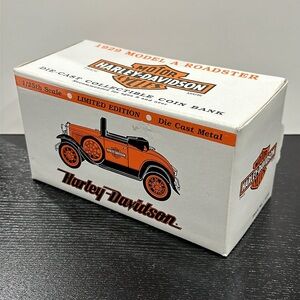 1929 MODEL A ROADSTER
MOTOR
HARLEY-DAVIDSON
CYCLES
DIE-CAST COLLECTIBLE COIN BANK
1/25th Scale • LIMITED EDITION • Die Cast Metal
Harley-Davidson